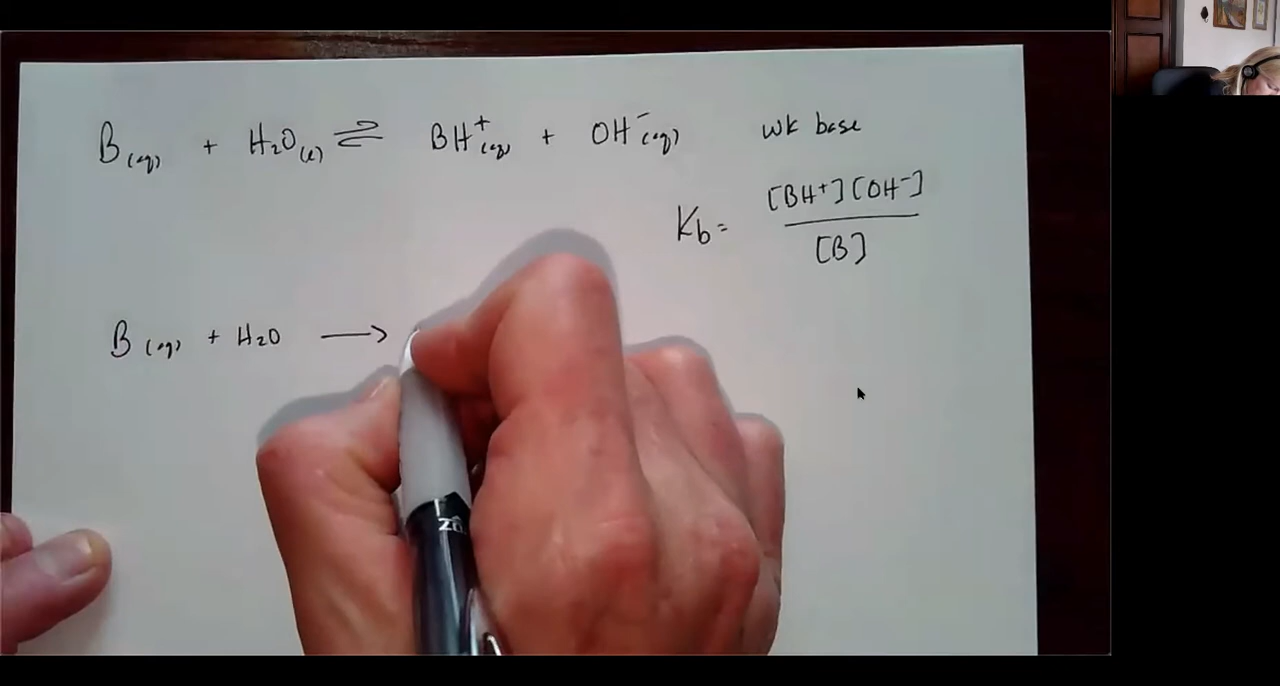 B(aq) + H₂O(l) ⇌ BH⁺(aq) + OH⁻(aq) wk base
Kb = [BH⁺][OH⁻]
[B]
B(aq) + H₂O →